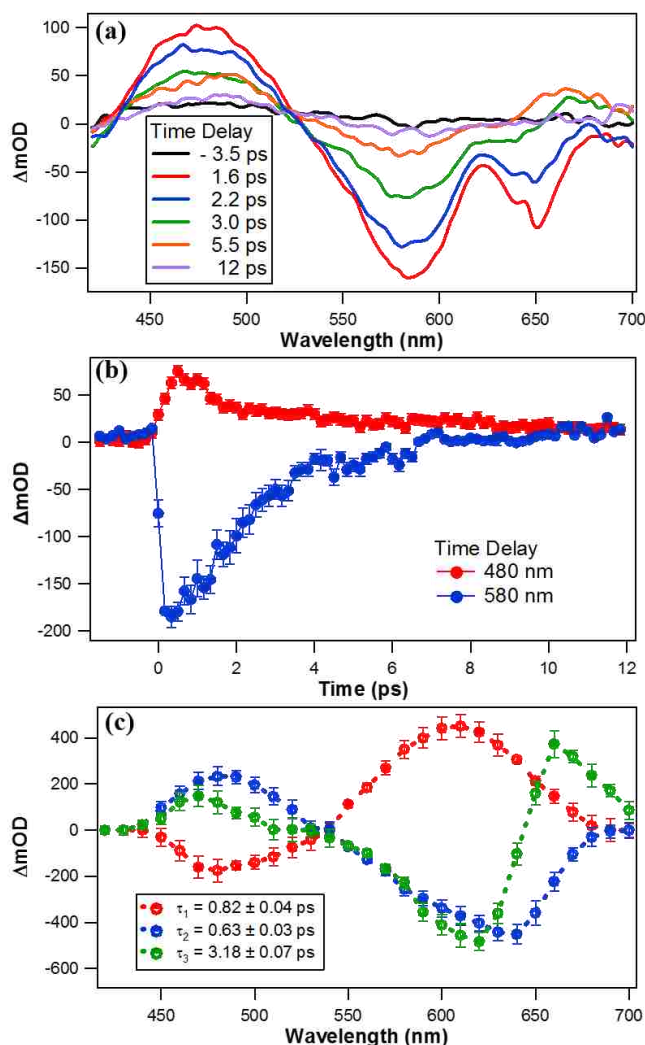 (a)
100
50
0
-50
-100
-150
ΔmOD
Time Delay
- 3.5 ps
1.6 ps
2.2 ps
3.0 ps
5.5 ps
12 ps
450 500 550 600 650 700
Wavelength (nm)
(b)
50
0
-50
-100
-150
-200
ΔmOD
Time Delay
480 nm
580 nm
0 2 4 6 8 10 12
Time (ps)
(c)
400
200
0
-200
-400
-600
ΔmOD
τ1 = 0.82 ± 0.04 ps
τ2 = 0.63 ± 0.03 ps
τ3 = 3.18 ± 0.07 ps
450 500 550 600 650 700
Wavelength (nm)